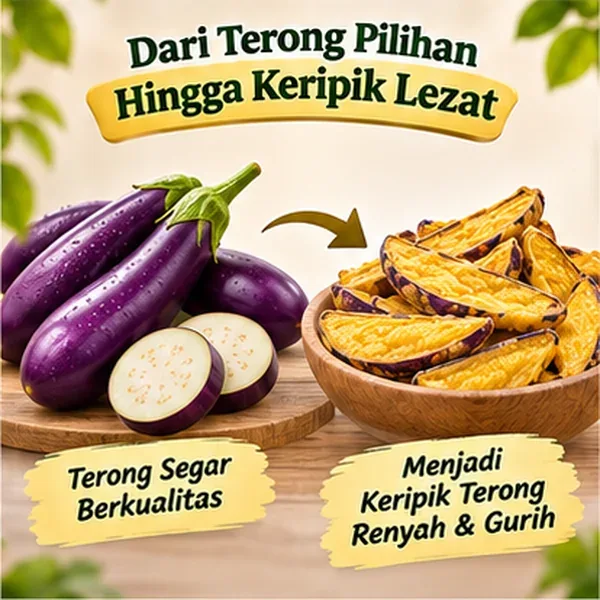 Dari Terong Pilihan
Hingga Keripik Lezat
Terong Segar
Berkualitas
Menjadi
Keripik Terong
Renyah & Gurih